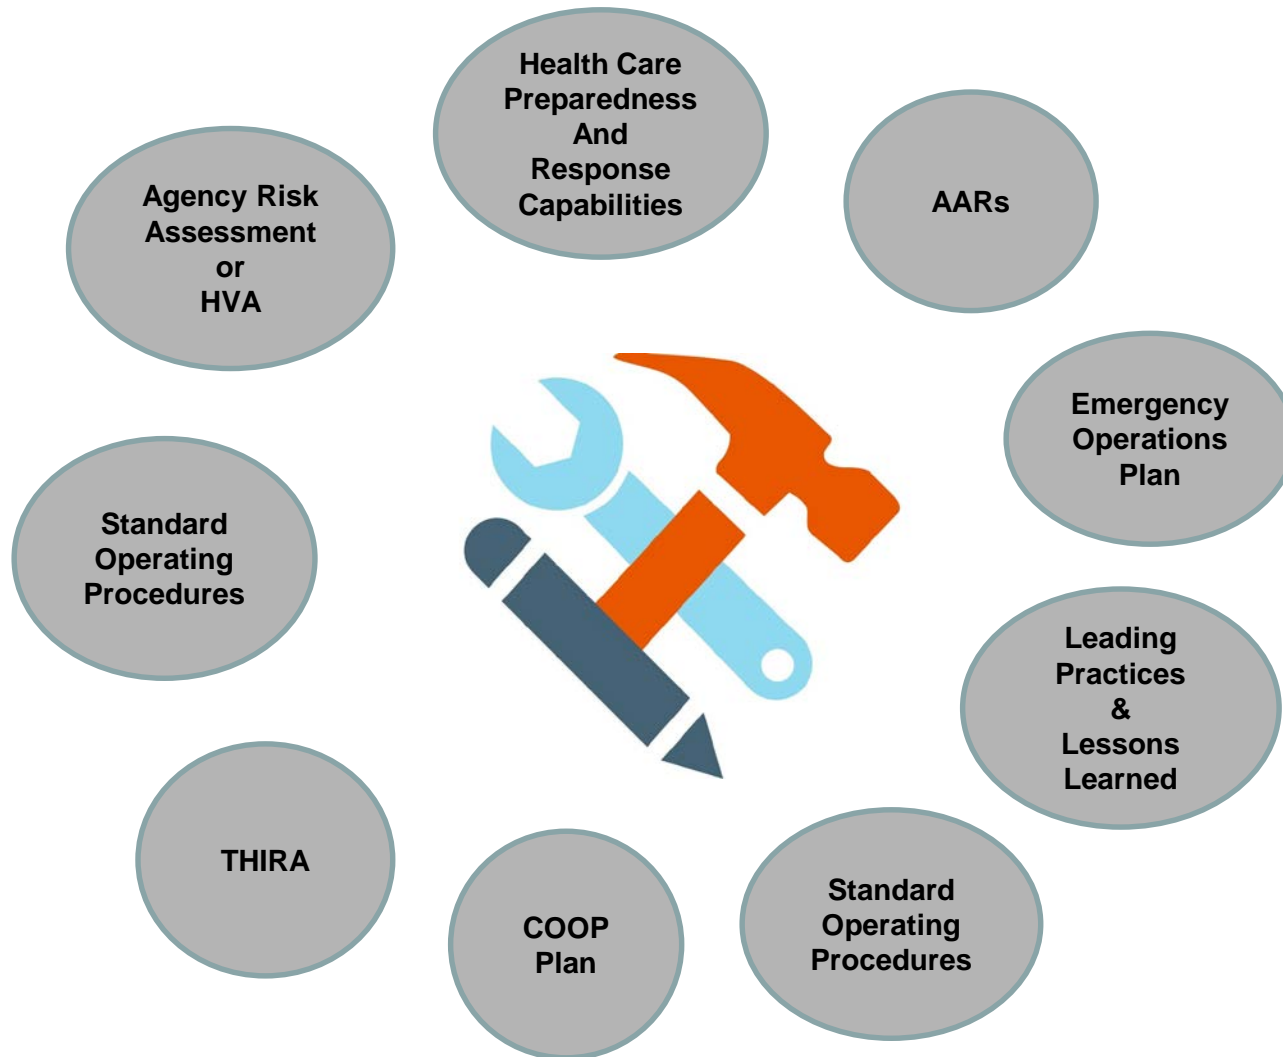 Health Care
Preparedness
And
Response
Capabilities
AARs
Agency Risk
Assessment
or
HVA
Emergency
Operations
Plan
Standard
Operating
Procedures
Leading
Practices
&
Lessons
Learned
THIRA
COOP
Plan
Standard
Operating
Procedures